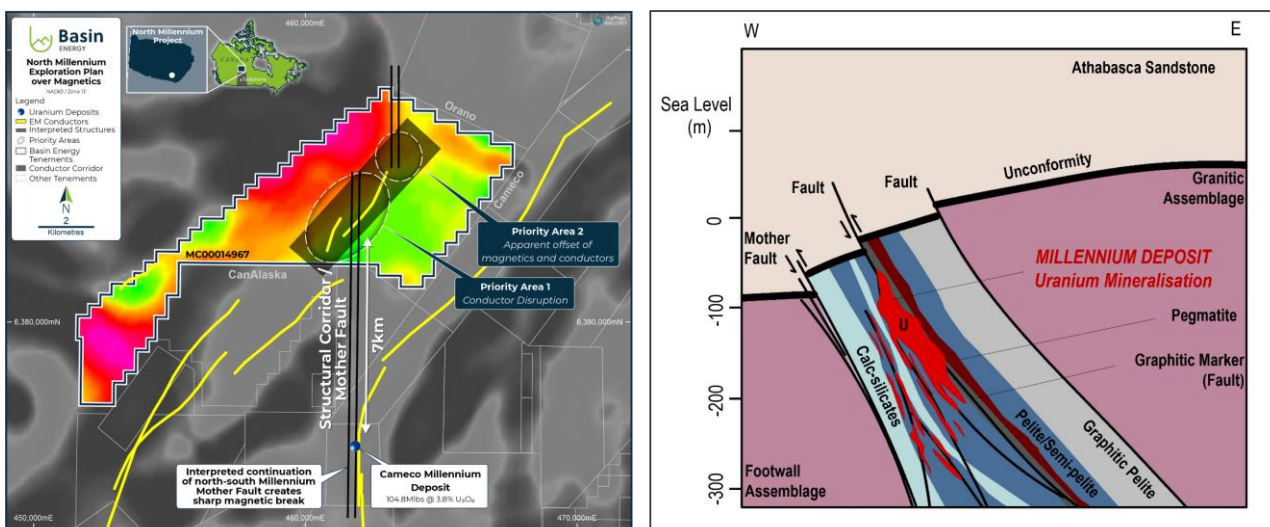 Basin
ENERGY
North Millennium
Exploration Plan
over Magnetics
NAD83 / Zone 13
Legend
Uranium Deposits
EM Conductors
Interpreted Structures
Priority Areas
Basin Energy
Tenements
Conductor Corridor
Other Tenements
N
2
Kilometres
North Millennium
Project
CANADA
460,000mE
Orano
Cameco
MC00014967
CanAlaska
Priority Area 2
Apparent offset of
magnetics and conductors
Priority Area 1
Conductor Disruption
6,380,000mN
6,380,000mN
Structural Corridor /
Mother Fault
7km
Interpreted continuation
of north-south Millennium
Mother Fault creates
sharp magnetic break
Cameco Millennium
Deposit
104.8Mlbs @ 3.8% U₃O₈
450,000mE
460,000mE
470,000mE
W
E
Athabasca Sandstone
Sea Level
(m)
Unconformity
Fault
Fault
Granitic
Assemblage
0
Mother
Fault
MILLENNIUM DEPOSIT
Uranium Mineralisation
-100
U
Pegmatite
Graphitic Marker
(Fault)
Calc-silicates
-200
Pelite/Semi-pelite
Graphitic Pelite
Footwall
Assemblage
-300